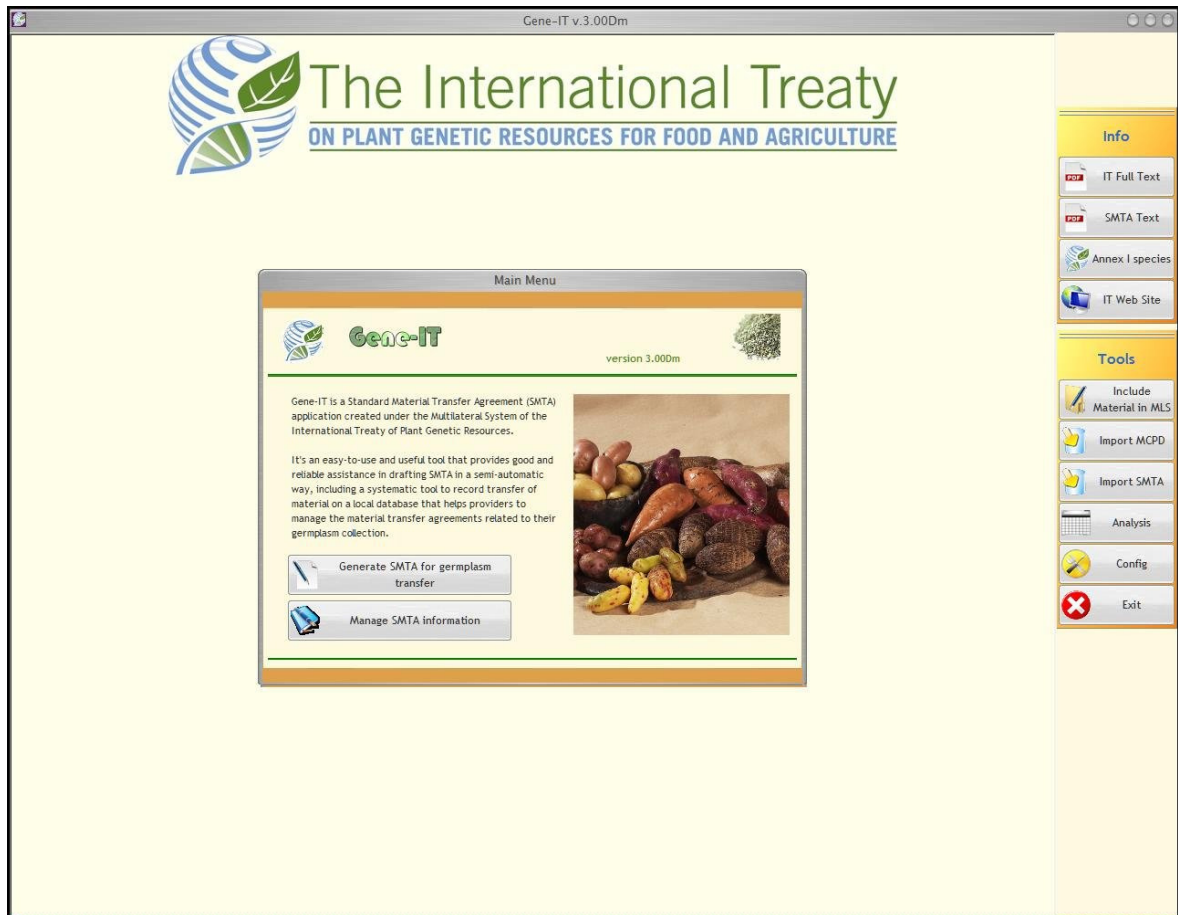 Gene-IT v.3.00Dm
The International Treaty
ON PLANT GENETIC RESOURCES FOR FOOD AND AGRICULTURE
Main Menu
Gene-IT
version 3.00Dm
Gene-IT is a Standard Material Transfer Agreement (SMTA)
application created under the Multilateral System of the
International Treaty of Plant Genetic Resources.
It's an easy-to-use and useful tool that provides good and
reliable assistance in drafting SMTA in a semi-automatic
way, including a systematic tool to record transfer of
material on a local database that helps providers to
manage the material transfer agreements related to their
germplasm collection.
Generate SMTA for germplasm
transfer
Manage SMTA information
Info
PDF
IT Full Text
PDF
SMTA Text
Annex I species
IT Web Site
Tools
Include
Material in MLS
Import MCPD
Import SMTA
Analysis
Config
Exit